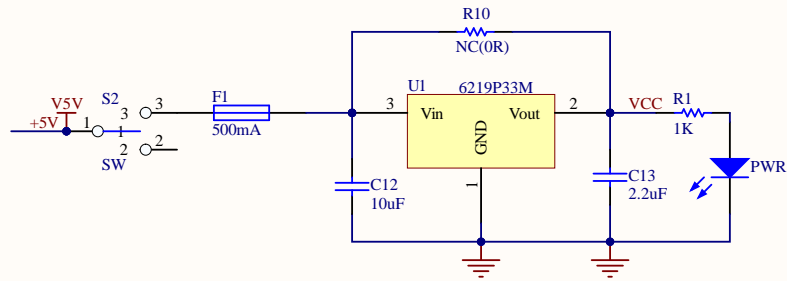 R10
NC(0R)
V5V
+5V
S2
3
3
1
1
2
2
SW
F1
500mA
U1
6219P33M
3
Vin
Vout
2
GND
1
C12
10uF
VCC
R1
1K
C13
2.2uF
PWR